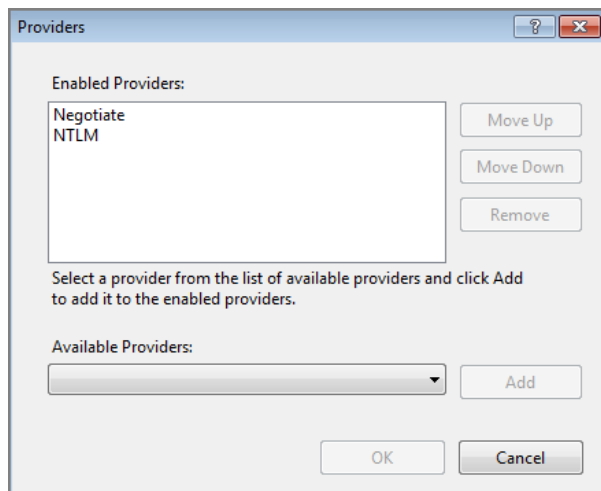 Providers
Enabled Providers:
Negotiate
NTLM
Move Up
Move Down
Remove
Select a provider from the list of available providers and click Add
to add it to the enabled providers.
Available Providers:
Add
OK
Cancel